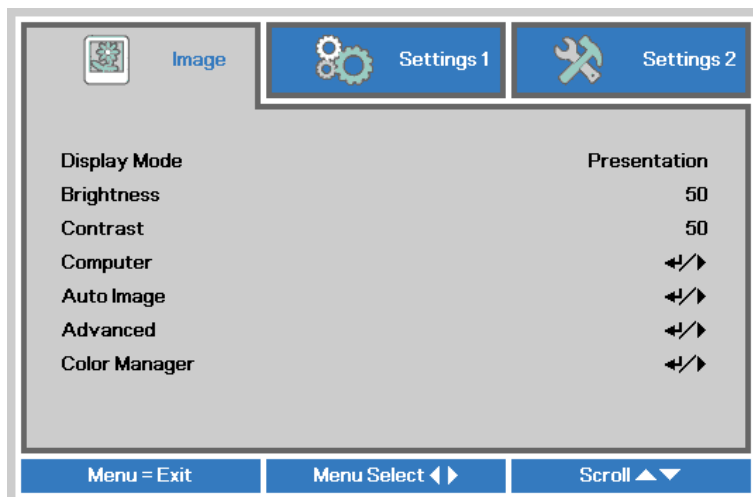 Image Settings 1 Settings 2
Display Mode Presentation
Brightness 50
Contrast 50
Computer
Auto Image
Advanced
Color Manager
Menu = Exit Menu Select Scroll